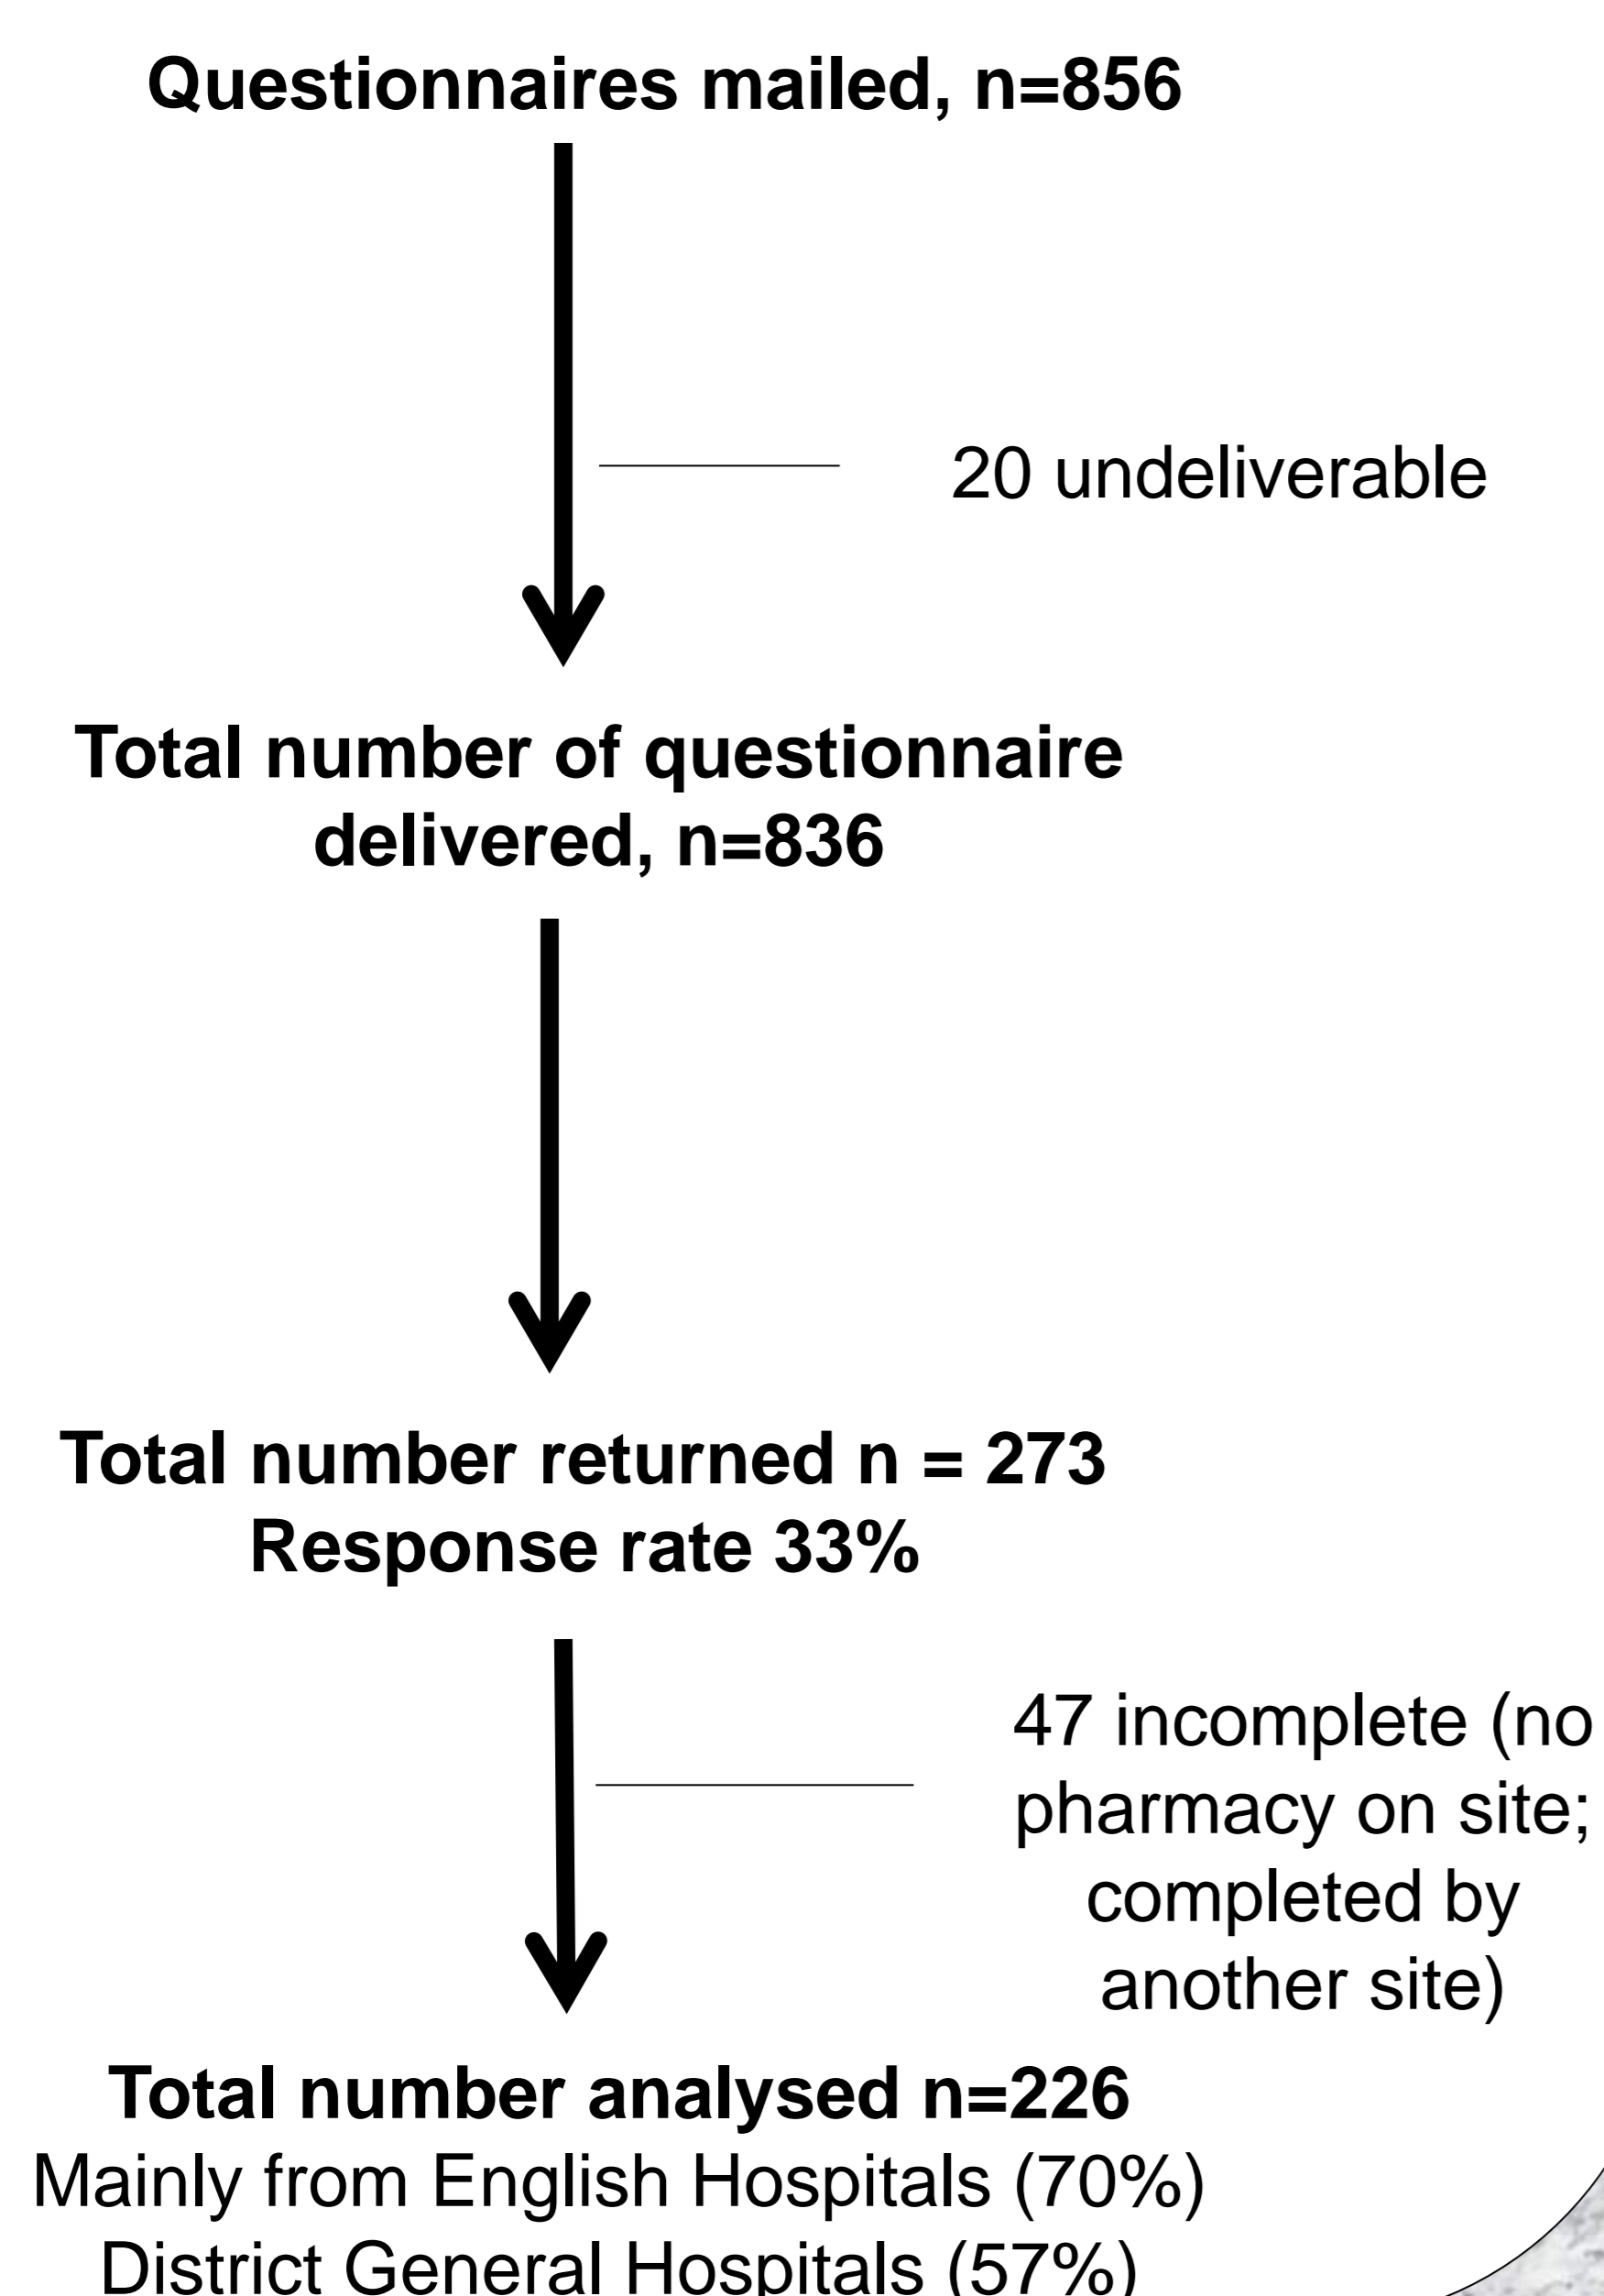 Questionnaires mailed, n=856
20 undeliverable
Total number of questionnaire
delivered, n=836
Total number returned n = 273
Response rate 33%
47 incomplete (no
pharmacy on site;
completed by
another site)
Total number analysed n=226
Mainly from English Hospitals (70%)
District General Hospitals (57%)